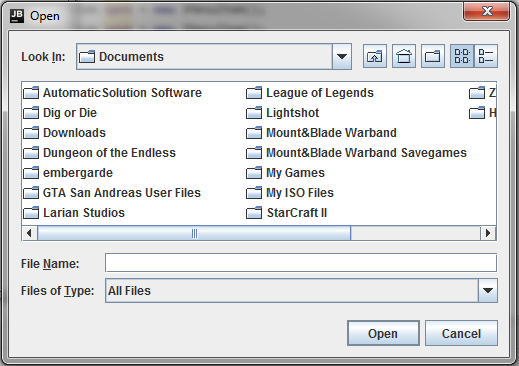 JB Open
Look In: Documents
AutomaticSolution Software League of Legends Z
Dig or Die Lightshot H
Downloads Mount&Blade Warband
Dungeon of the Endless Mount&Blade Warband Savegames
embergarde My Games
GTA San Andreas User Files My ISO Files
Larian Studios StarCraft II
File Name:
Files of Type: All Files
Open Cancel